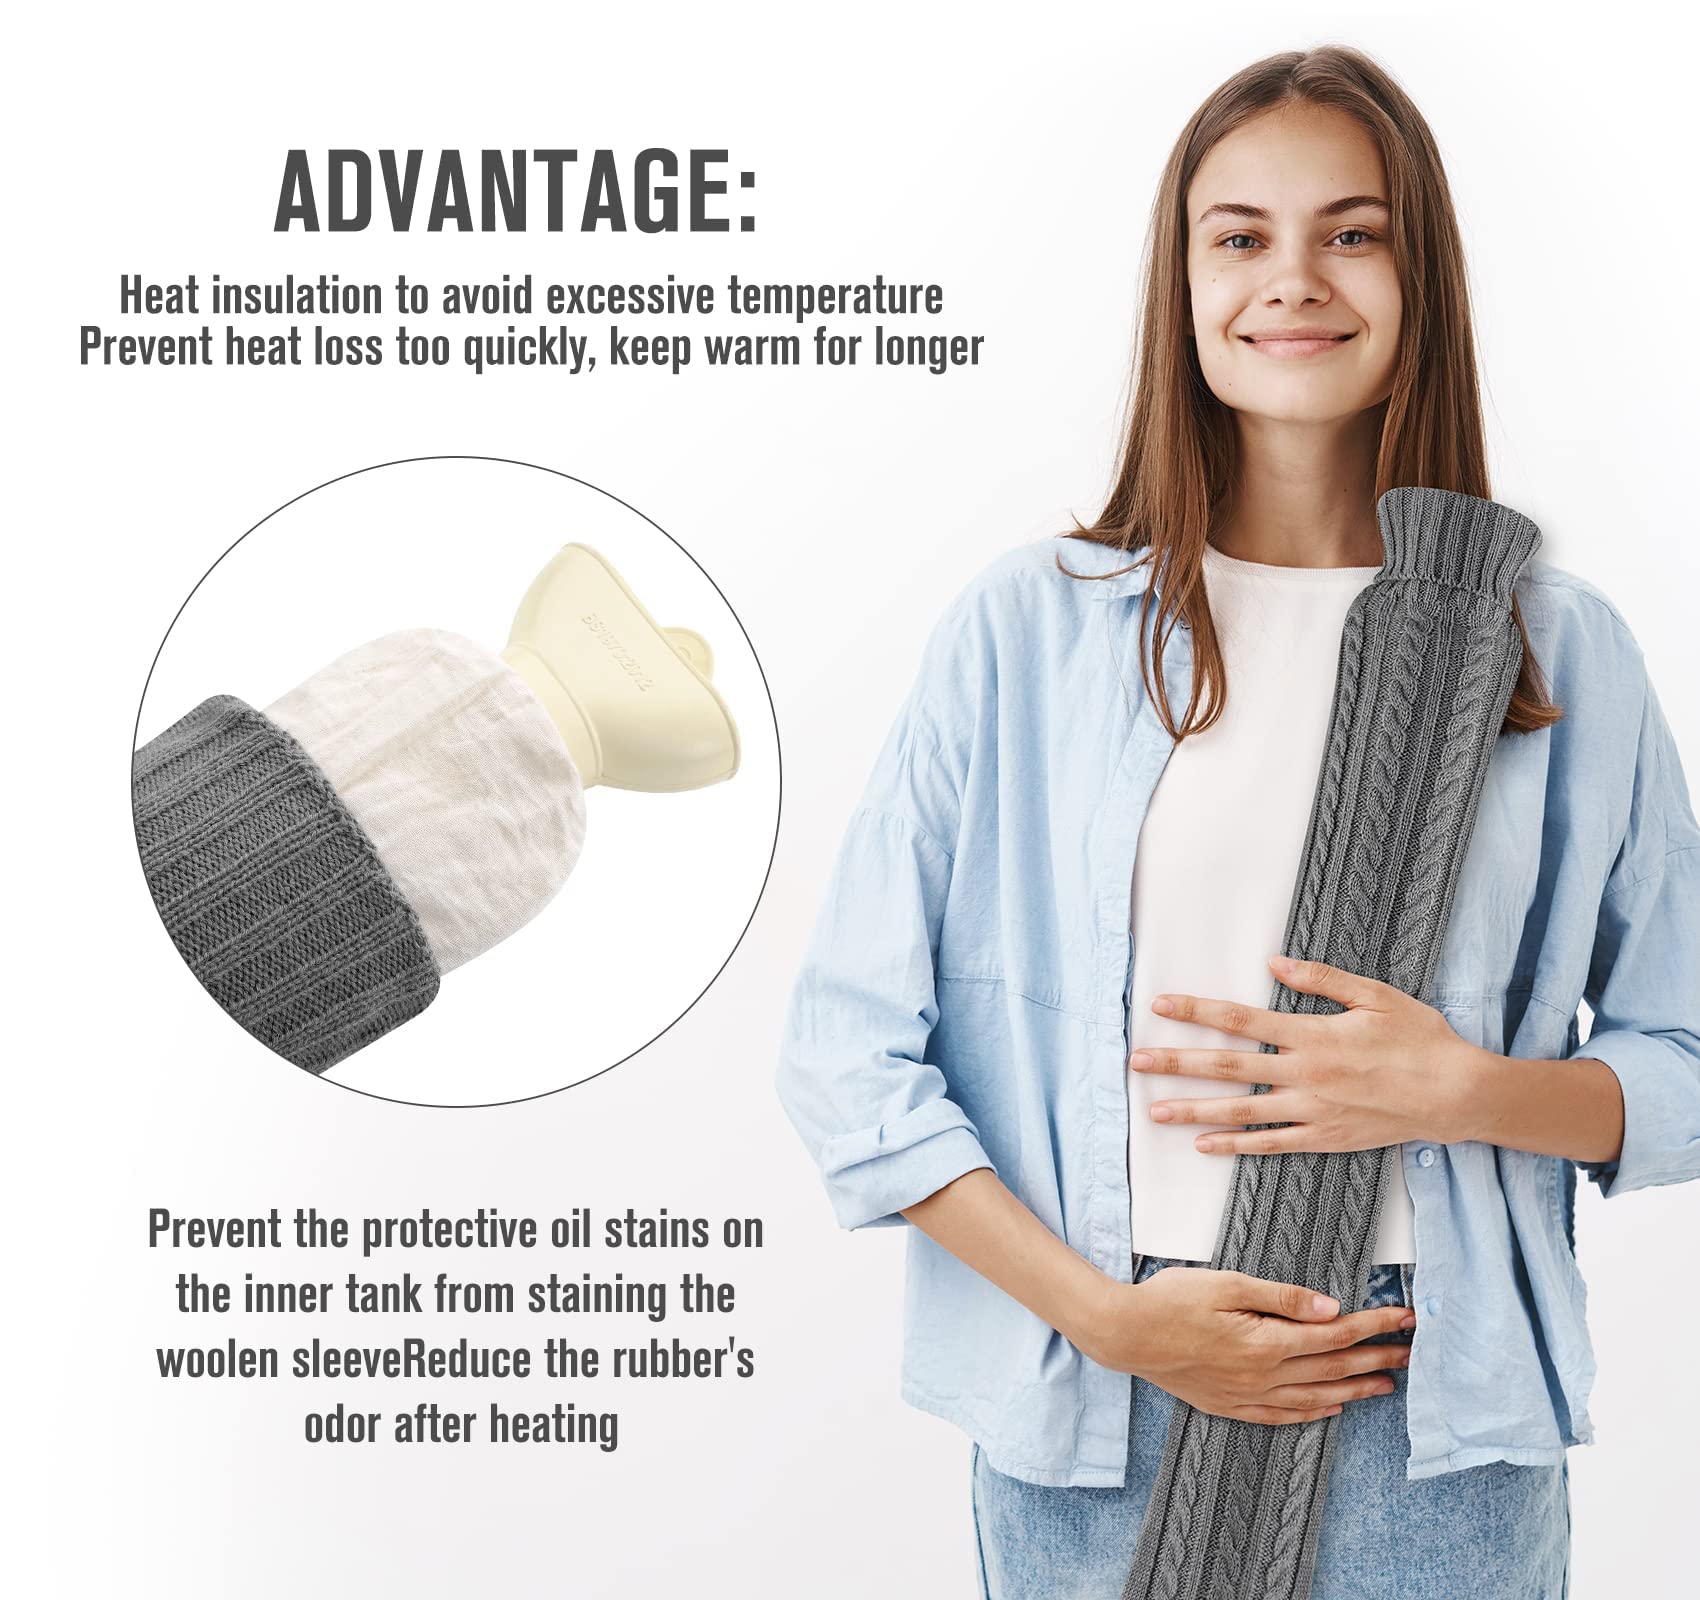 ADVANTAGE:
Heat insulation to avoid excessive temperature
Prevent heat loss too quickly, keep warm for longer
Prevent the protective oil stains on
the inner tank from staining the
woolen sleeveReduce the rubber's
odor after heating